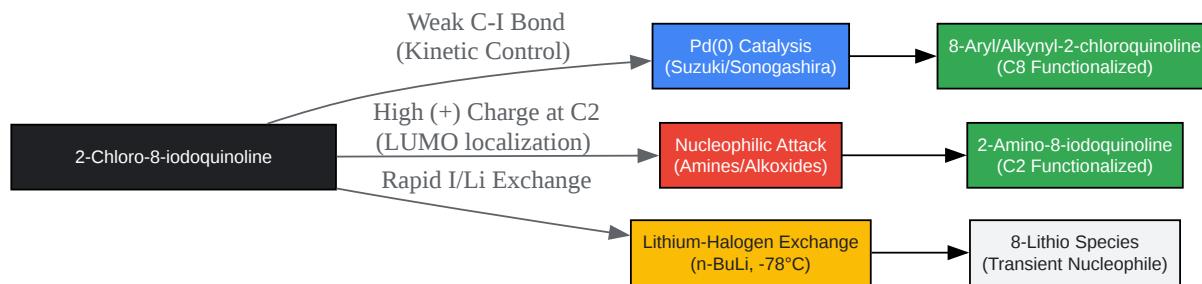 Weak C-I Bond
(Kinetic Control)
Pd(0) Catalysis
(Suzuki/Sonogashira)
8-Aryl/Alkynyl-2-chloroquinoline
(C8 Functionalized)
2-Chloro-8-iodoquinoline
High (+) Charge at C2
(LUMO localization)
Nucleophilic Attack
(Amines/Alkoxides)
2-Amino-8-iodoquinoline
(C2 Functionalized)
Rapid I/Li Exchange
Lithium-Halogen Exchange
(n-BuLi, -78°C)
8-Lithio Species
(Transient Nucleophile)